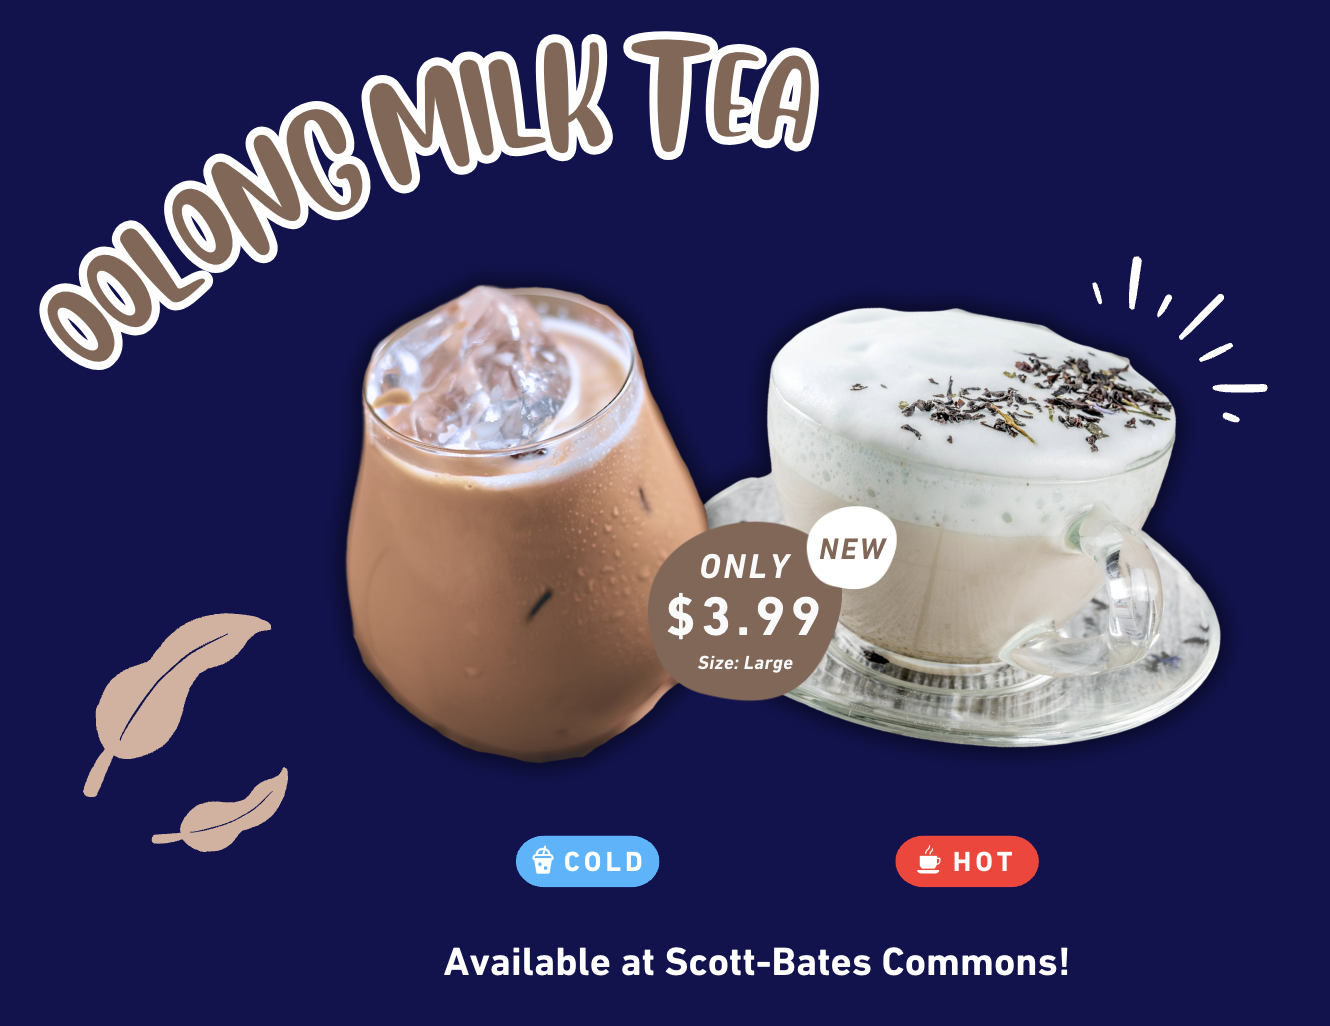 OOLONG MILK TEA
NEW
ONLY
$3.99
Size: Large
COLD
HOT
Available at Scott-Bates Commons!